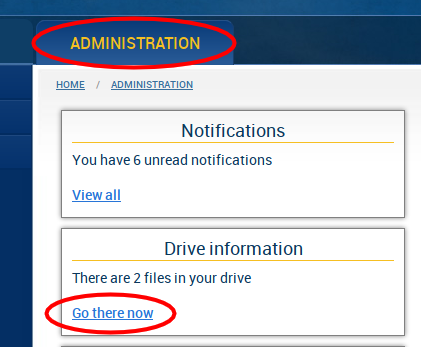 ADMINISTRATION
HOME / ADMINISTRATION
Notifications
You have 6 unread notifications
View all
Drive information
There are 2 files in your drive
Go there now